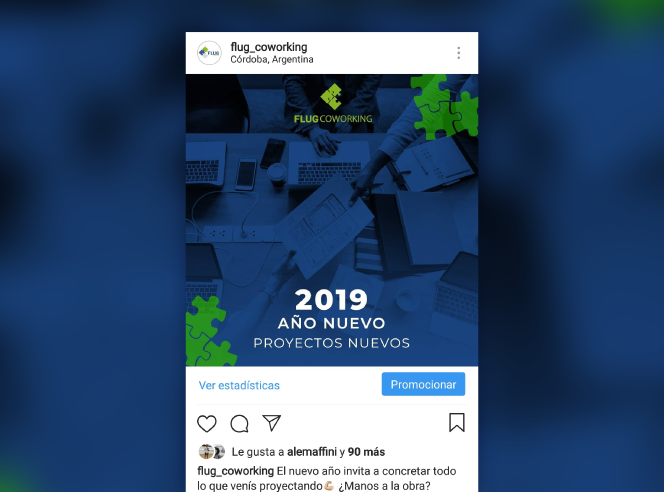 FLUG
flug_coworking
Córdoba, Argentina
FLUGCOWORKING
2019
AÑO NUEVO
PROYECTOS NUEVOS
Ver estadísticas
Promocionar
Le gusta a alemaffini y 90 más
flug_coworking El nuevo año invita a concretar todo
lo que venís proyectando💪🏼 ¿Manos a la obra?